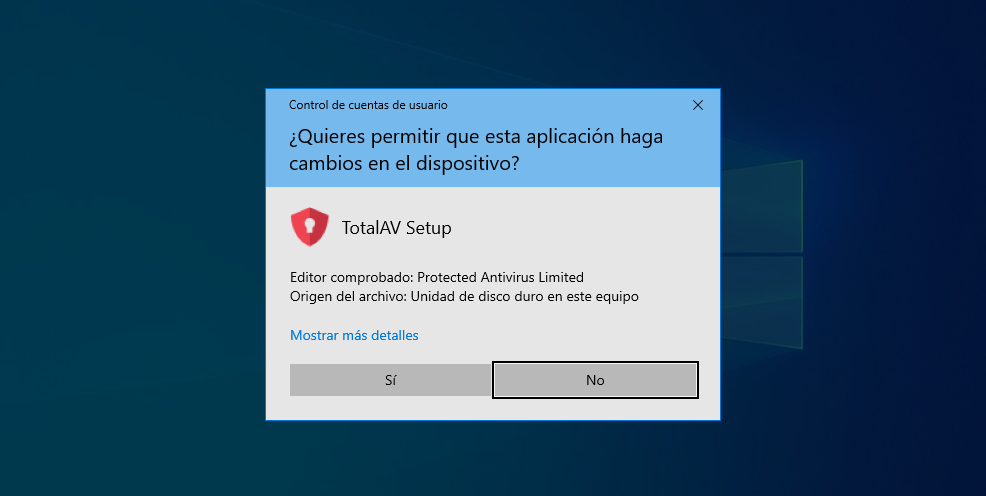 Control de cuentas de usuario
¿Quieres permitir que esta aplicación haga
cambios en el dispositivo?
TotalAV Setup
Editor comprobado: Protected Antivirus Limited
Origen del archivo: Unidad de disco duro en este equipo
Mostrar más detalles
Sí
No